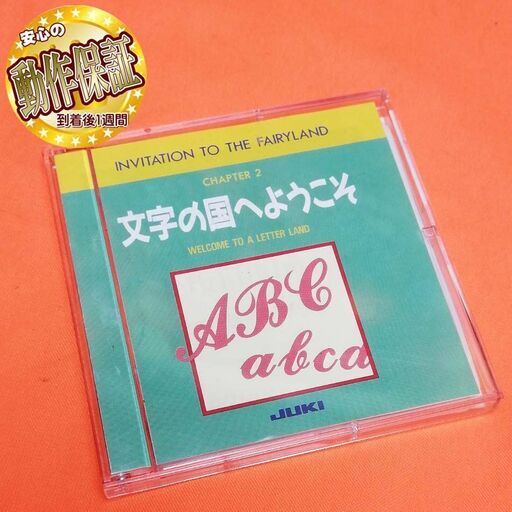 安心の
動作保証
到着後1週間
INVITATION TO THE FAIRYLAND
CHAPTER 2
文字の国へようこそ
WELCOME TO A LETTER LAND
ABC
abcd
JUKI